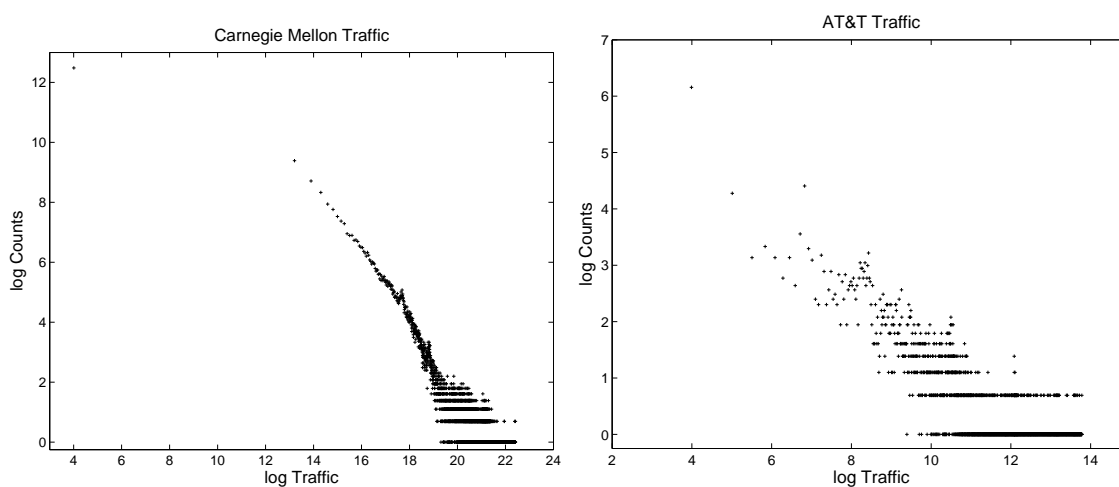 Carnegie Mellon Traffic
12
10
8
6
4
2
0
log Counts
4 6 8 10 12 14 16 18 20 22 24
log Traffic
AT&T Traffic
7
6
5
4
3
2
1
0
log Counts
2 4 6 8 10 12 14
log Traffic